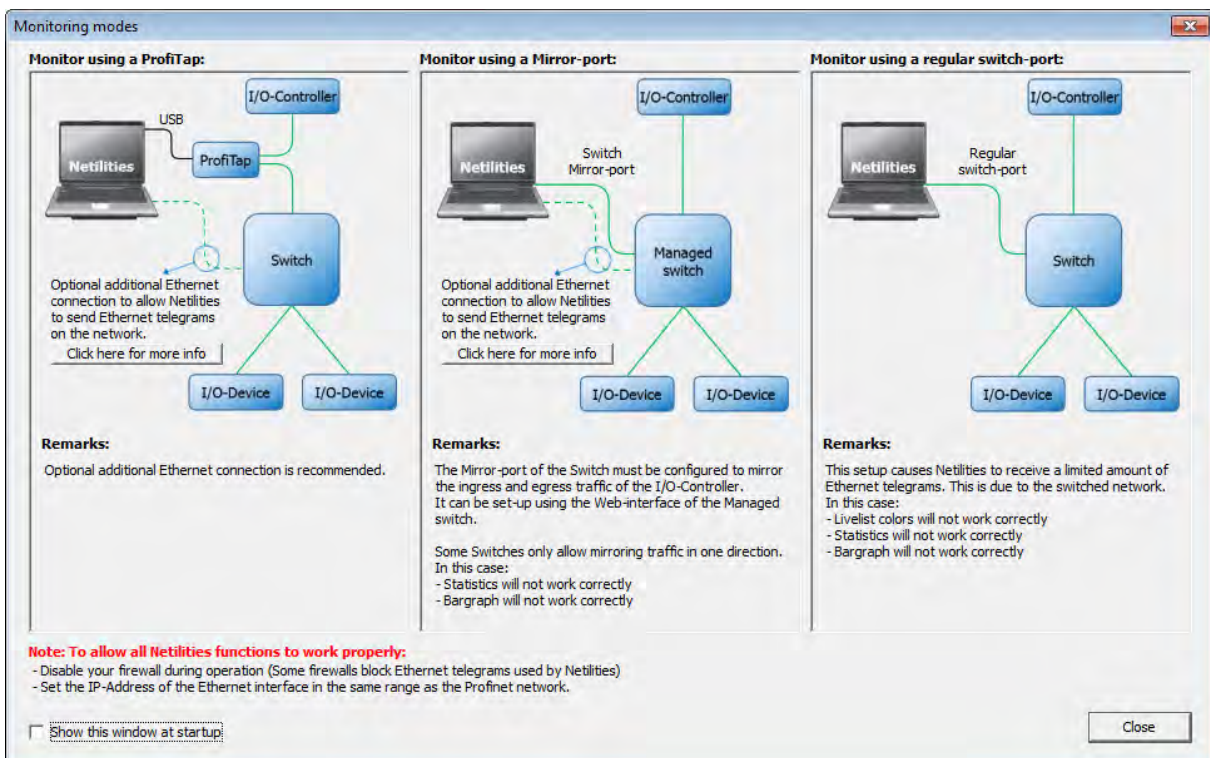 Monitoring modes
Monitor using a ProfiTap:
I/O-Controller
USB
Netilities
ProfiTap
Switch
Optional additional Ethernet
connection to allow Netilities
to send Ethernet telegrams
on the network.
Click here for more info
I/O-Device
I/O-Device
Remarks:
Optional additional Ethernet connection is recommended.
Monitor using a Mirror-port:
I/O-Controller
Switch
Mirror-port
Netilities
Managed
switch
Optional additional Ethernet
connection to allow Netilities
to send Ethernet telegrams
on the network.
Click here for more info
I/O-Device
I/O-Device
Remarks:
The Mirror-port of the Switch must be configured to mirror
the ingress and egress traffic of the I/O-Controller.
It can be set-up using the Web-interface of the Managed
switch.
Some Switches only allow mirroring traffic in one direction.
In this case:
- Statistics will not work correctly
- Bargraph will not work correctly
Monitor using a regular switch-port:
I/O-Controller
Regular
switch-port
Netilities
Switch
I/O-Device
I/O-Device
Remarks:
This setup causes Netilities to receive a limited amount of
Ethernet telegrams. This is due to the switched network.
In this case:
- Livelist colors will not work correctly
- Statistics will not work correctly
- Bargraph will not work correctly
Note: To allow all Netilities functions to work properly:
- Disable your firewall during operation (Some firewalls block Ethernet telegrams used by Netilities)
- Set the IP-Address of the Ethernet interface in the same range as the Profinet network.
Show this window at startup
Close